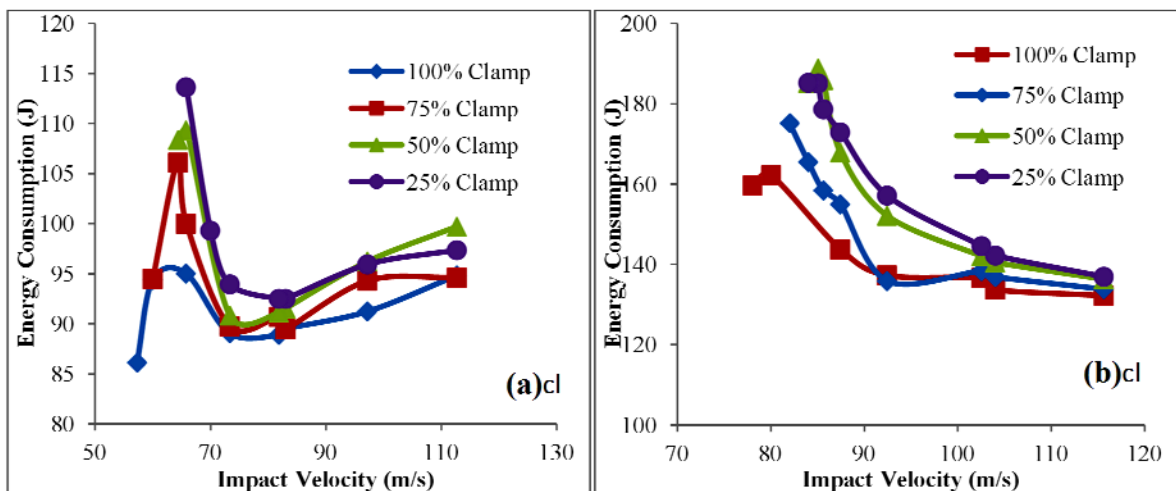 120
115
110
105
100
95
90
85
80
50
70
90
110
130
Energy Consumption (J)
Impact Velocity (m/s)
100% Clamp
75% Clamp
50% Clamp
25% Clamp
(a)cl
200
180
160
140
120
100
70
80
90
100
110
120
Energy Consumption (J)
Impact Velocity (m/s)
100% Clamp
75% Clamp
50% Clamp
25% Clamp
(b)cl